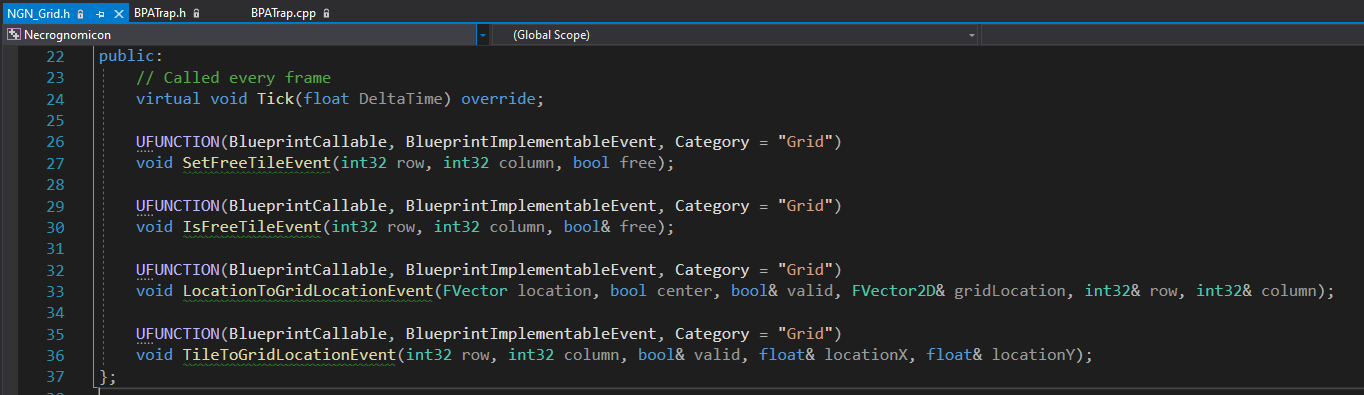 NGN_Grid.h BPATrap.h BPATrap.cpp
Necrognomicon (Global Scope)
22 public:
23 // Called every frame
24 virtual void Tick(float DeltaTime) override;
25
26 UFUNCTION(BlueprintCallable, BlueprintImplementableEvent, Category = "Grid")
27 void SetFreeTileEvent(int32 row, int32 column, bool free);
28
29 UFUNCTION(BlueprintCallable, BlueprintImplementableEvent, Category = "Grid")
30 void IsFreeTileEvent(int32 row, int32 column, bool& free);
31
32 UFUNCTION(BlueprintCallable, BlueprintImplementableEvent, Category = "Grid")
33 void LocationToGridLocationEvent(FVector location, bool center, bool& valid, FVector2D& gridLocation, int32& row, int32& column);
34
35 UFUNCTION(BlueprintCallable, BlueprintImplementableEvent, Category = "Grid")
36 void TileToGridLocationEvent(int32 row, int32 column, bool& valid, float& locationX, float& locationY);
37 };